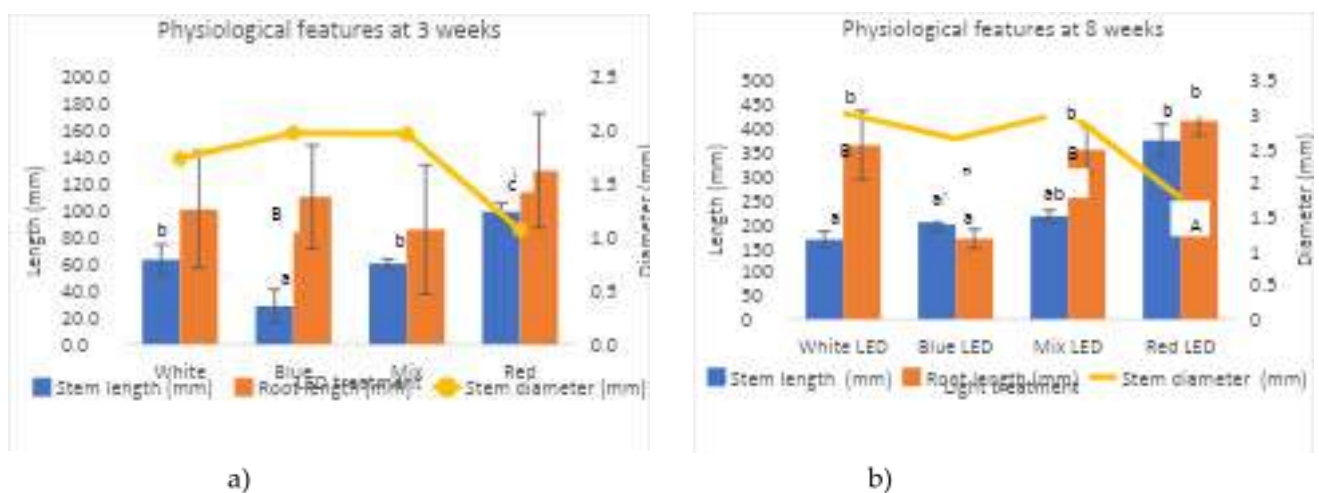 Physiological features at 3 weeks
200.0
180.0
160.0
140.0
120.0
100.0
80.0
60.0
40.0
20.0
0.0
Length (mm)
2.5
2.0
1.5
1.0
0.5
0.0
Diameter (mm)
b
B
a
b
c
White Blue Mix Red
LED treatment
Stem length (mm) Root length (mm) Stem diameter (mm)
a)
Physiological features at 8 weeks
500
450
400
350
300
250
200
150
100
50
0
Length (mm)
3.5
3
2.5
2
1.5
1
0.5
0
Diameter (mm)
b b b b
B B
a a a ab A
White LED Blue LED Mix LED Red LED
Light treatment
Stem length (mm) Root length (mm) Stem diameter (mm)
b)